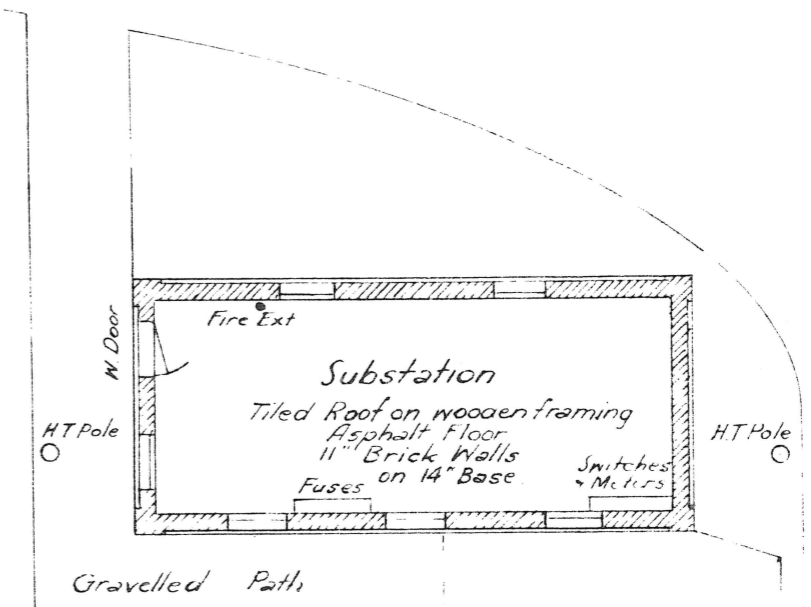 Fire Ext
W. Door
Substation
Tiled Roof on wooden framing
Asphalt Floor
11" Brick Walls
on 14" Base
H.T Pole
H.T Pole
Fuses
Switches
& Meters
Gravelled Path